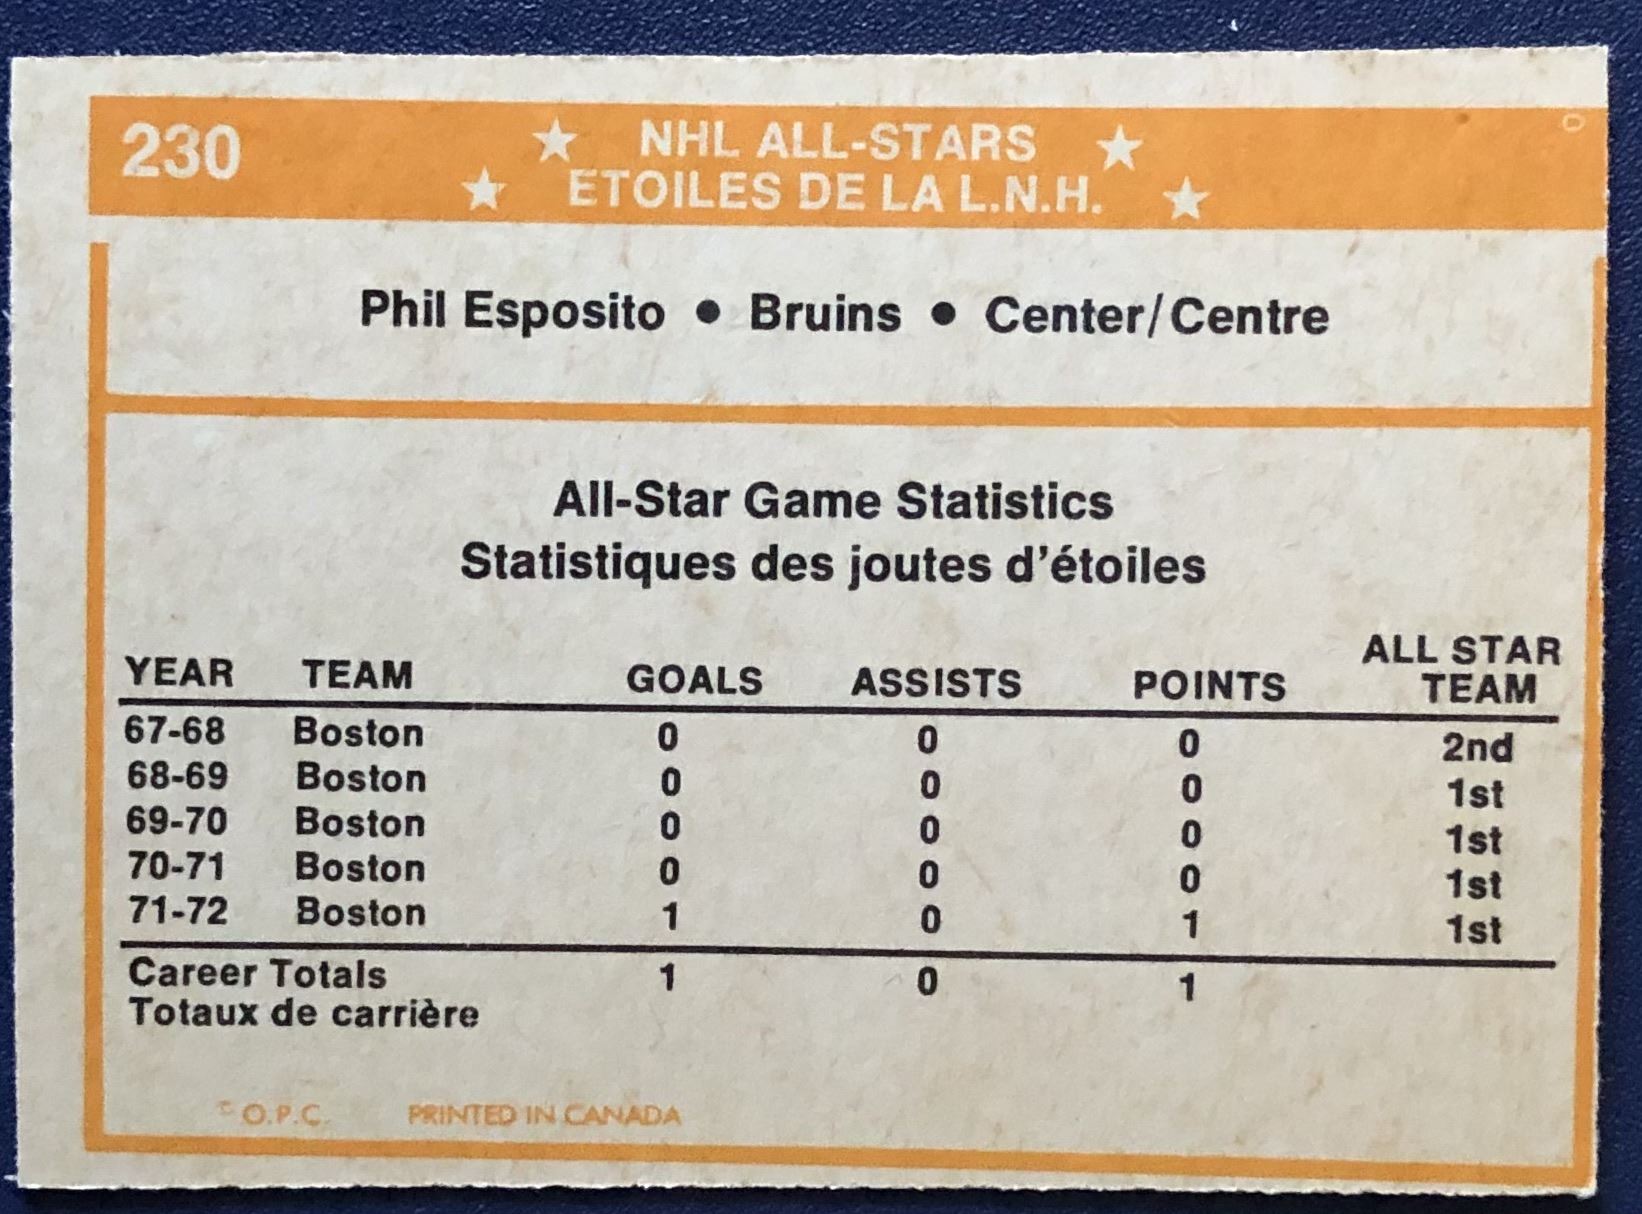 230
NHL ALL-STARS
ETOILES DE LA L.N.H.
Phil Esposito • Bruins • Center/Centre
All-Star Game Statistics
Statistiques des joutes d'étoiles
YEAR TEAM GOALS ASSISTS POINTS ALL STAR TEAM
67-68 Boston 0 0 0 2nd
68-69 Boston 0 0 0 1st
69-70 Boston 0 0 0 1st
70-71 Boston 0 0 0 1st
71-72 Boston 1 0 1 1st
Career Totals 1 0 1
Totaux de carrière
© O.P.C. PRINTED IN CANADA